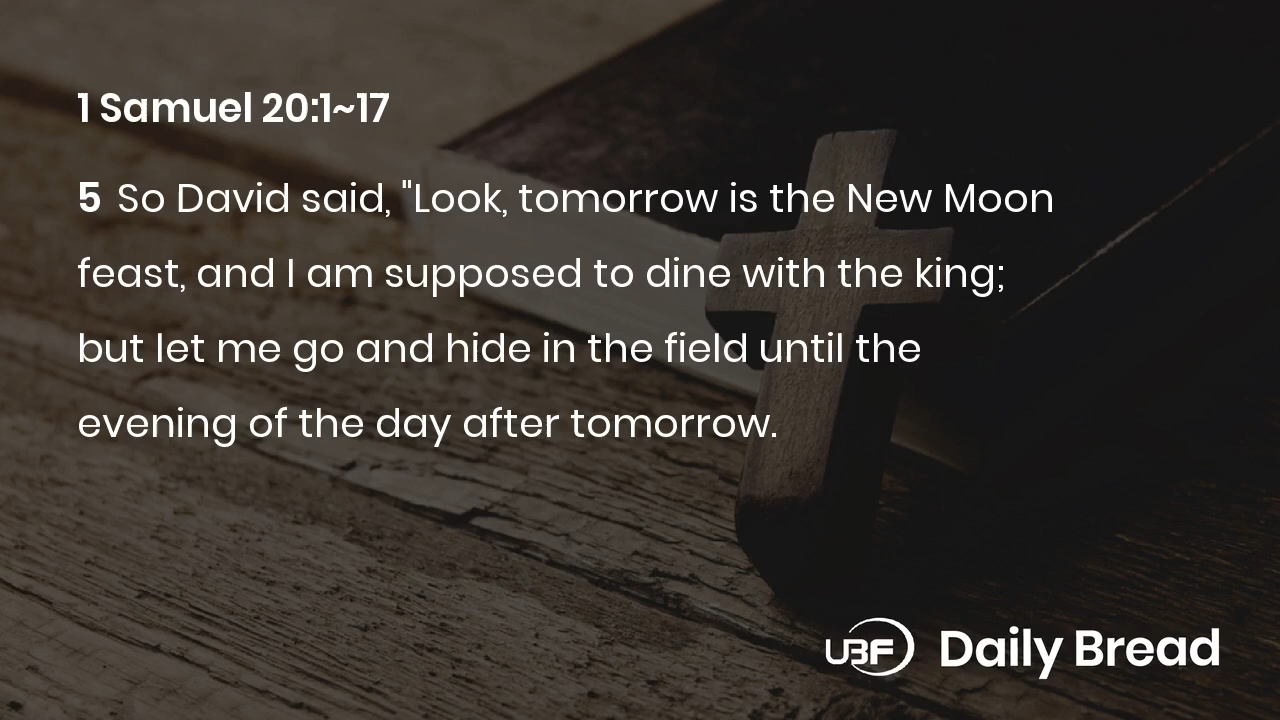 1 Samuel 20:1~17
5 So David said, "Look, tomorrow is the New Moon
feast, and I am supposed to dine with the king;
but let me go and hide in the field until the
evening of the day after tomorrow.
UBF Daily Bread